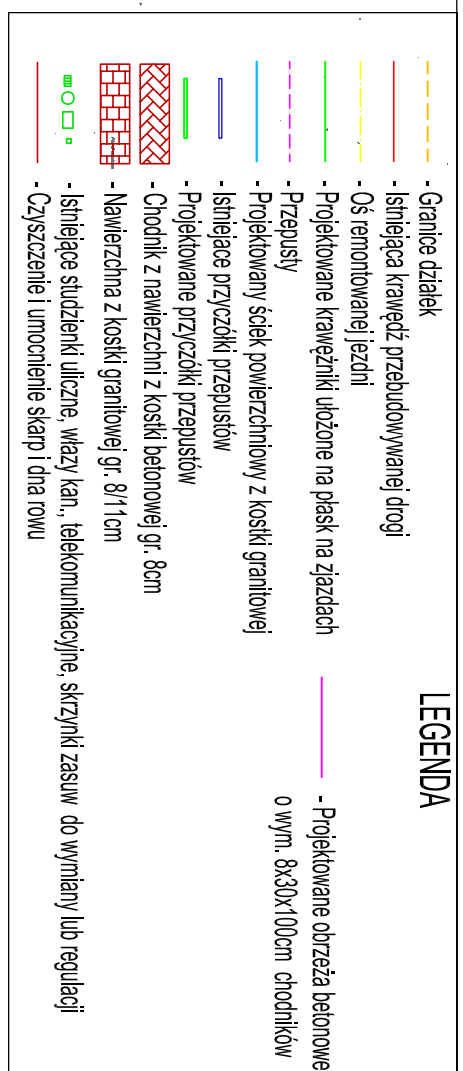 LEGENDA
- Granice działek
- Istniejąca krawędź przebudowywanej drogi
- Oś remontowanej jezdni
- Projektowane krawężniki ułożone na płask na zjazdach
- Przepusty
- Projektowany ściek powierzchniowy z kostki granitowej
- Istniejace przyczółki przepustów
- Projektowane przyczółki przepustów
- Chodnik z nawierzchni z kostki betonowej gr. 8cm
- Nawierzchna z kostki granitowej gr. 8/11cm
- Istniejące studzienki uliczne, włazy kan., telekomunikacyjne, skrzynki zasuw do wymiany lub regulacji
- Czyszczenie i umocnienie skarp i dna rowu
- Projektowane obrzeża betonowe
o wym. 8x30x100cm chodników